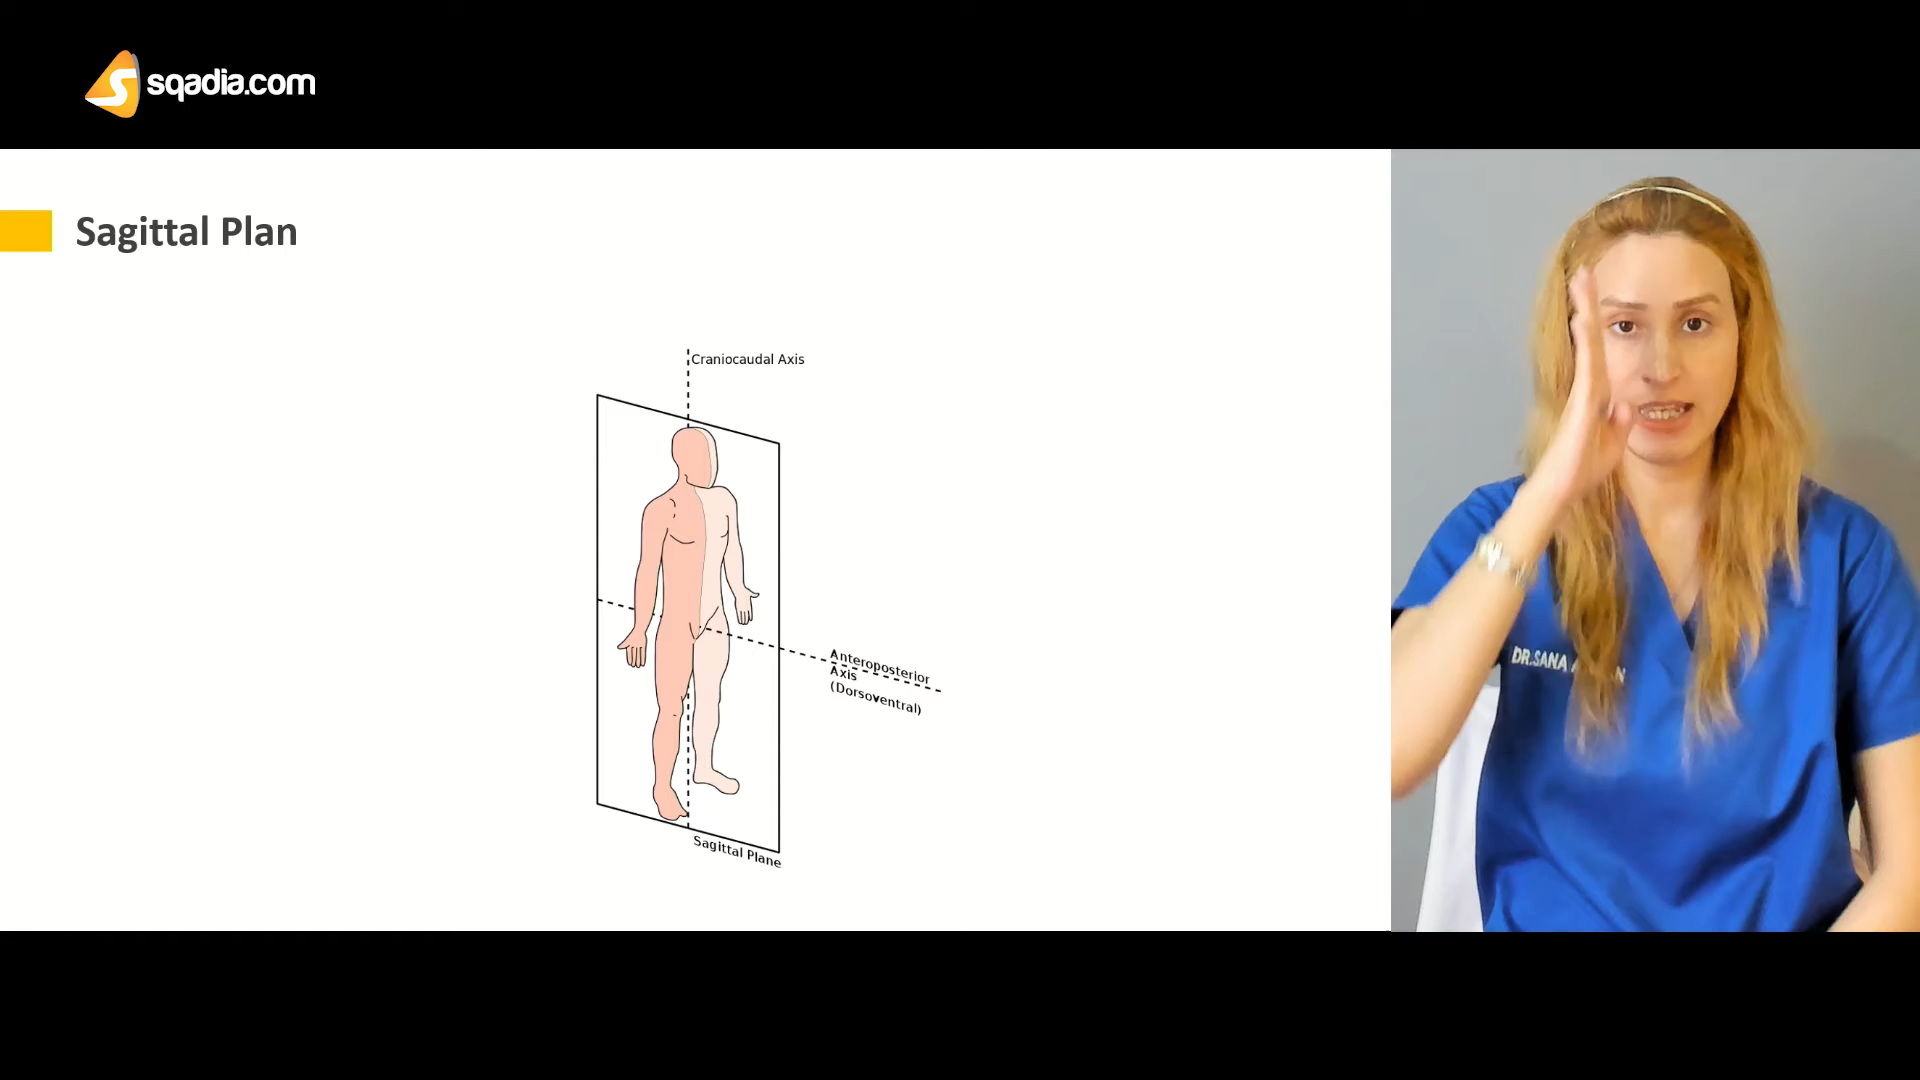 sqadia.com
Sagittal Plan
Craniocaudal Axis
Anteroposterior
Axis
(Dorsoventral)
Sagittal Plane
DR.SANA